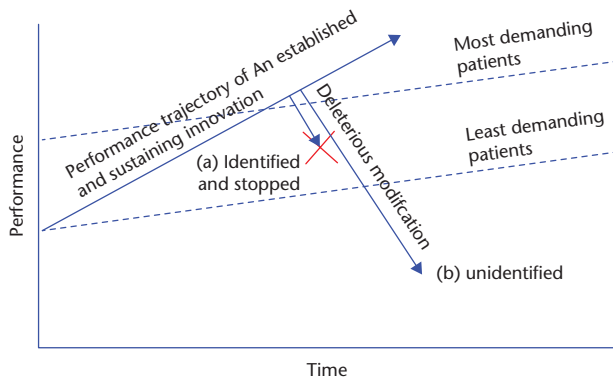 Most demanding
patients
Performance trajectory of An established
and sustaining innovation
Deleterious modifcation
Least demanding
patients
(a) Identified
and stopped
(b) unidentified
Performance
Time